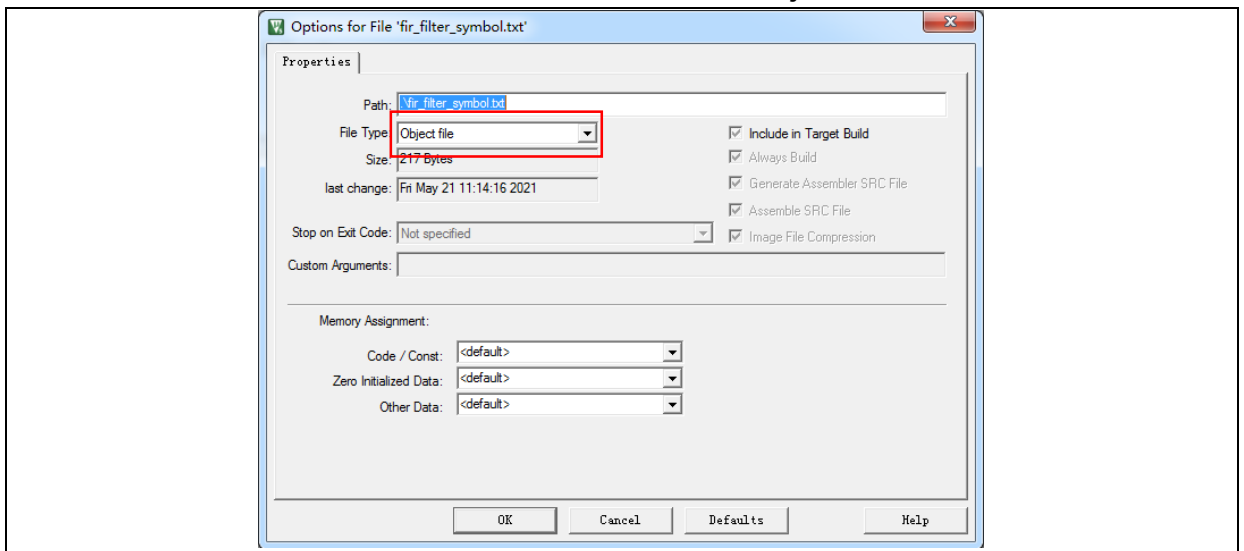 Options for File 'fir_filter_symbol.txt'
Properties
Path: .\fir_filter_symbol.txt
File Type: Object file
Include in Target Build
Size: 217 Bytes
Always Build
last change: Fri May 21 11:14:16 2021
Generate Assembler SRC File
Assemble SRC File
Stop on Exit Code: Not specified
Image File Compression
Custom Arguments:
Memory Assignment:
Code / Const: <default>
Zero Initialized Data: <default>
Other Data: <default>
OK Cancel Defaults Help